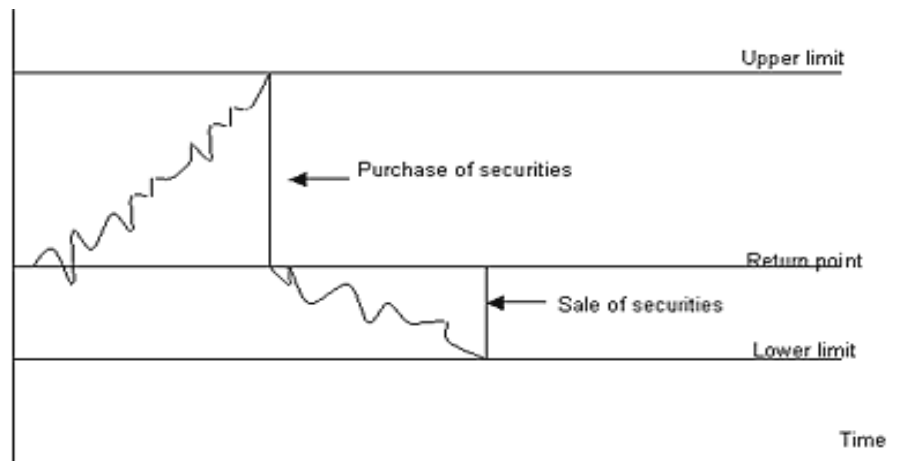 Upper limit
Purchase of securities
Return point
Sale of securities
Lower limit
Time